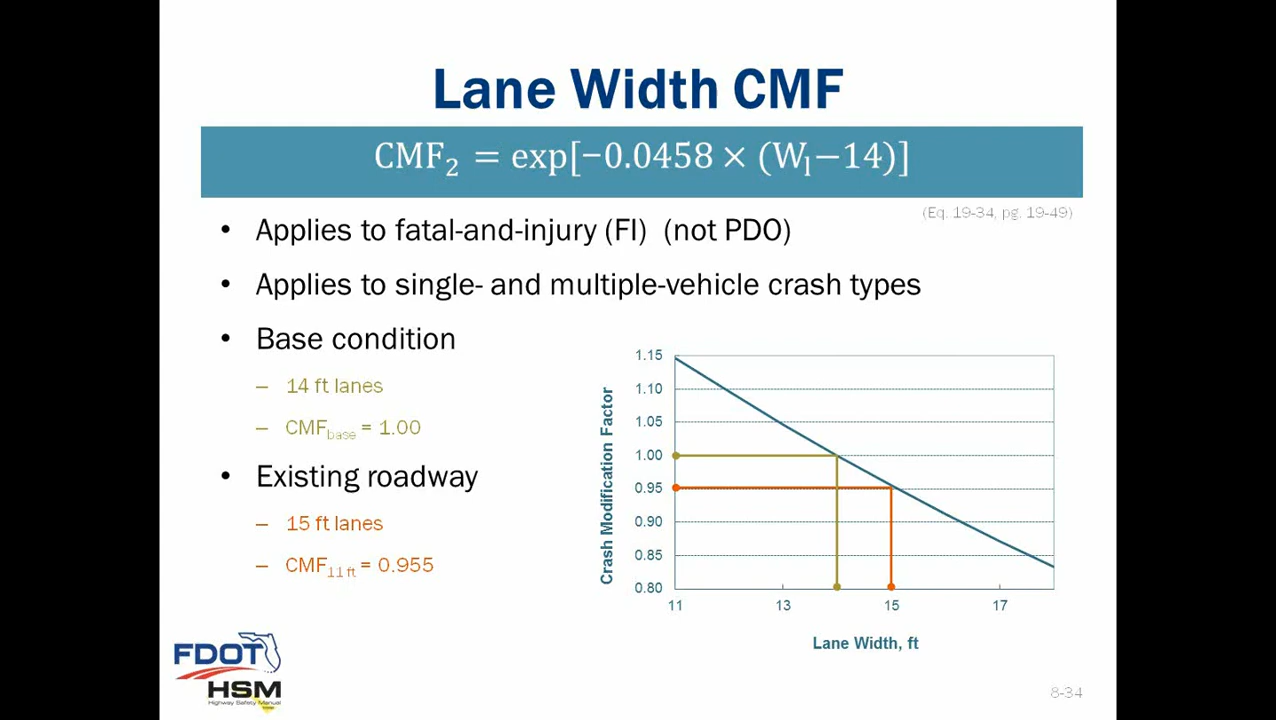 Lane Width CMF
CMF₂ = exp[−0.0458 × (Wₗ−14)]
(Eq. 19-34, pg. 19-49)
• Applies to fatal-and-injury (FI) (not PDO)
• Applies to single- and multiple-vehicle crash types
• Base condition
– 14 ft lanes
– CMFbase = 1.00
• Existing roadway
– 15 ft lanes
– CMF11 ft = 0.955
Crash Modification Factor
1.15
1.10
1.05
1.00
0.95
0.90
0.85
0.80
11 13 15 17
Lane Width, ft
FDOT
HSM
Highway Safety Manual
8-34